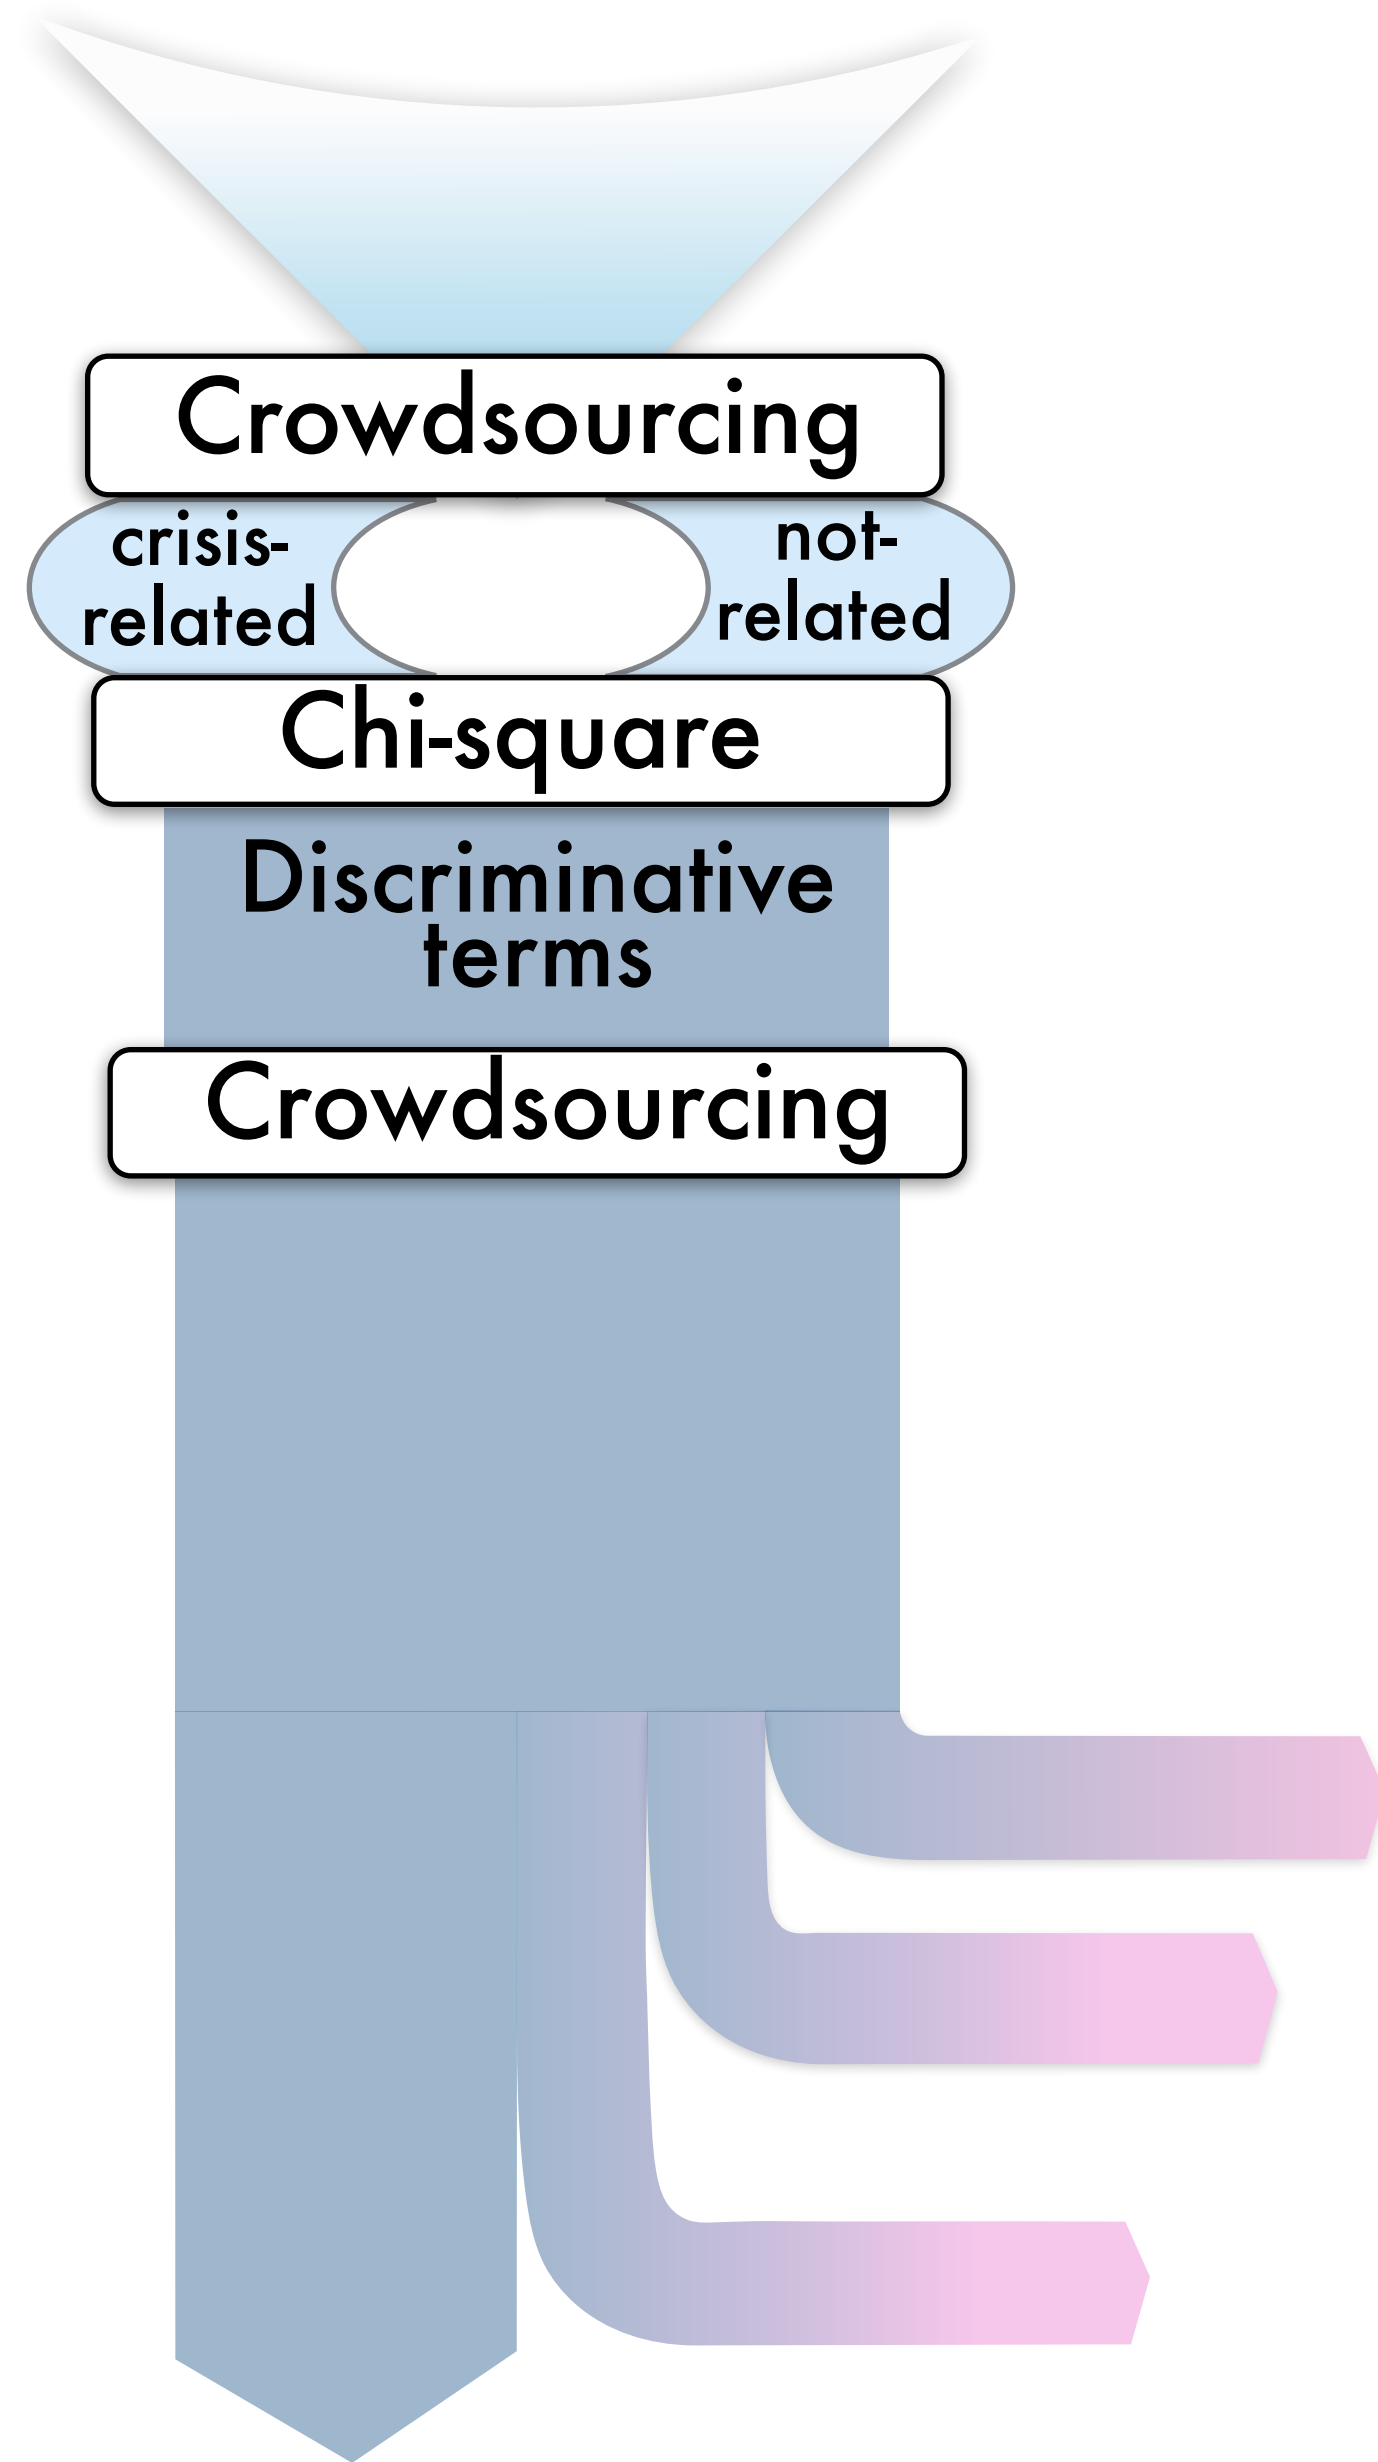 Crowdsourcing
crisis-
related
not-
related
Chi-square
Discriminative
terms
Crowdsourcing